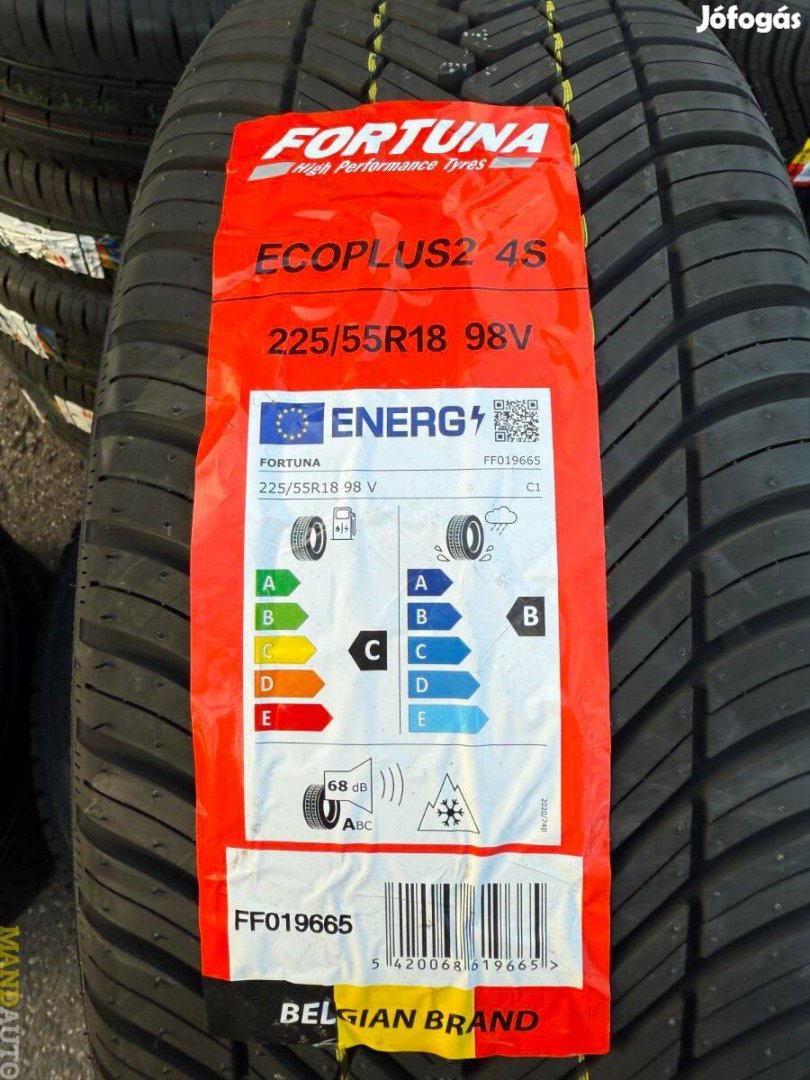 Jófogás
FORTUNA
High Performance Tyres
ECOPLUS2 4S
225/55R18 98V
ENERG
FORTUNA FF019665
225/55R18 98 V C1
A A
B B B
C C C
D D
E E
68 dB
ABC
2020/740
FF019665
5 420068 619665 >
BELGIAN BRAND
MANDAUTO